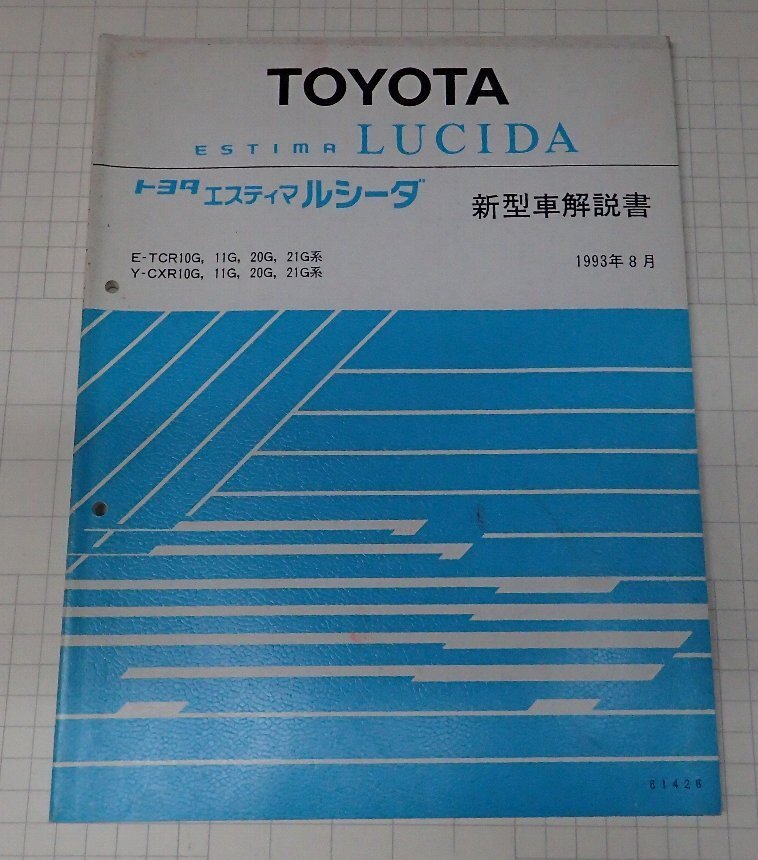 TOYOTA
ESTIMA LUCIDA
トヨタ エスティマ ルシーダ 新型車解説書
E-TCR10G, 11G, 20G, 21G系
Y-CXR10G, 11G, 20G, 21G系
1993年8月
61426